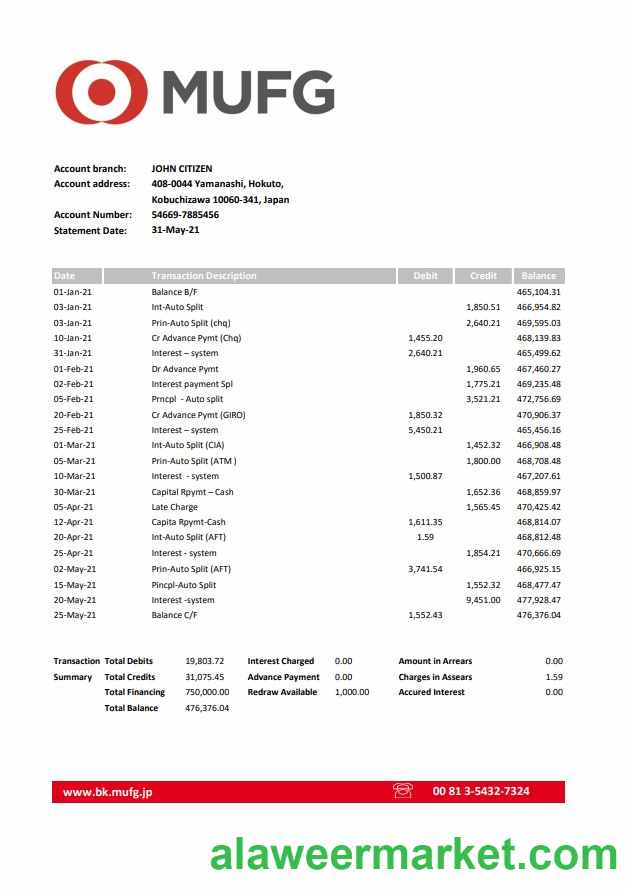 MUFG
Account branch: JOHN CITIZEN
Account address: 408-0044 Yamanashi, Hokuto,
Kobuchizawa 10060-341, Japan
Account Number: 54669-7885456
Statement Date: 31-May-21
Date Transaction Description Debit Credit Balance
01-Jan-21 Balance B/F 465,104.31
03-Jan-21 Int-Auto Split 1,850.51 466,954.82
03-Jan-21 Prin-Auto Split (chq) 2,640.21 469,595.03
10-Jan-21 Cr Advance Pymt (Chq) 1,455.20 468,139.83
31-Jan-21 Interest – system 2,640.21 465,499.62
01-Feb-21 Dr Advance Pymt 1,960.65 467,460.27
02-Feb-21 Interest payment Spl 1,775.21 469,235.48
05-Feb-21 Prncpl - Auto split 3,521.21 472,756.69
20-Feb-21 Cr Advance Pymt (GIRO) 1,850.32 470,906.37
25-Feb-21 Interest – system 5,450.21 465,456.16
01-Mar-21 Int-Auto Split (CIA) 1,452.32 466,908.48
05-Mar-21 Prin-Auto Split (ATM ) 1,800.00 468,708.48
10-Mar-21 Interest - system 1,500.87 467,207.61
30-Mar-21 Capital Rpymt – Cash 1,652.36 468,859.97
05-Apr-21 Late Charge 1,565.45 470,425.42
12-Apr-21 Capita Rpymt-Cash 1,611.35 468,814.07
20-Apr-21 Int-Auto Split (AFT) 1.59 468,812.48
25-Apr-21 Interest - system 1,854.21 470,666.69
02-May-21 Prin-Auto Split (AFT) 3,741.54 466,925.15
15-May-21 Pincpl-Auto Split 1,552.32 468,477.47
20-May-21 Interest -system 9,451.00 477,928.47
25-May-21 Balance C/F 1,552.43 476,376.04
Transaction Total Debits 19,803.72 Interest Charged 0.00 Amount in Arrears 0.00
Summary Total Credits 31,075.45 Advance Payment 0.00 Charges in Assears 1.59
Total Financing 750,000.00 Redraw Available 1,000.00 Accured Interest 0.00
Total Balance 476,376.04
www.bk.mufg.jp 00 81 3-5432-7324
alaweermarket.com